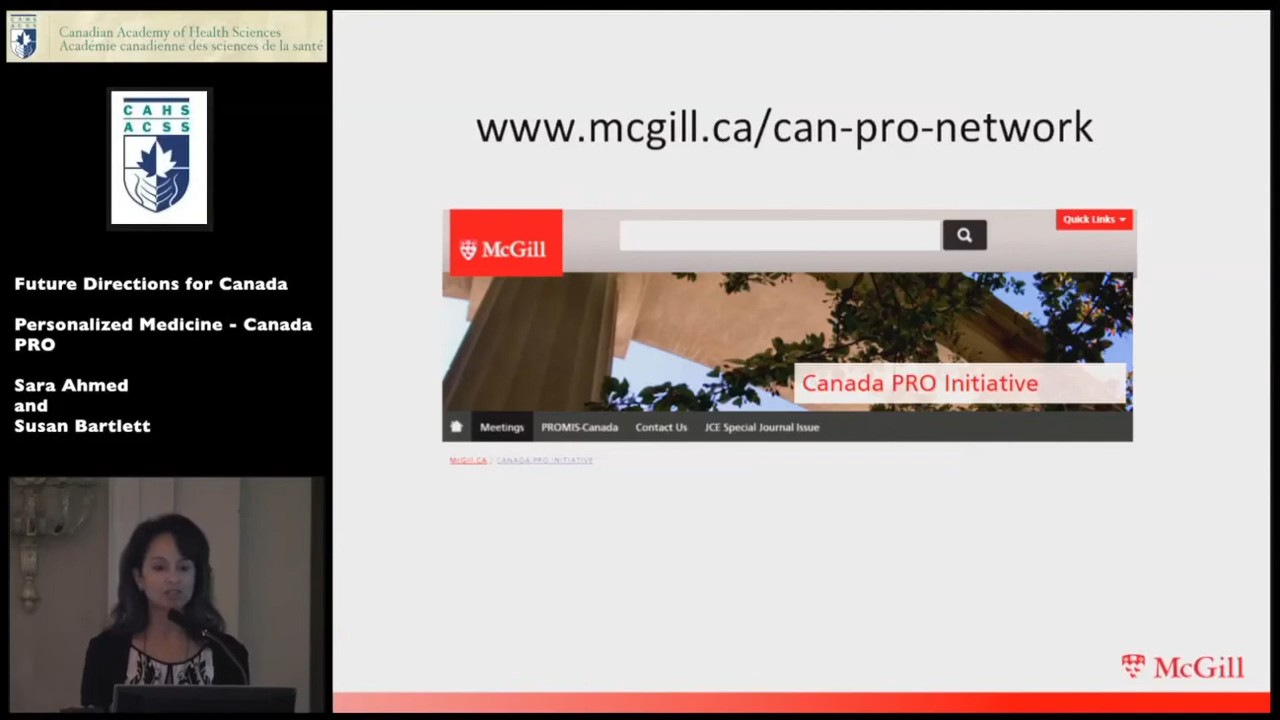 CAHS
Canadian Academy of Health Sciences
Académie canadienne des sciences de la santé
CAHS
ACSS
Future Directions for Canada
Personalized Medicine - Canada
PRO
Sara Ahmed
and
Susan Bartlett
www.mcgill.ca/can-pro-network
McGill
Quick Links
Canada PRO Initiative
Meetings PROMIS-Canada Contact Us JCE Special Journal Issue
MCGILL.CA / CANADA PRO INITIATIVE
McGill